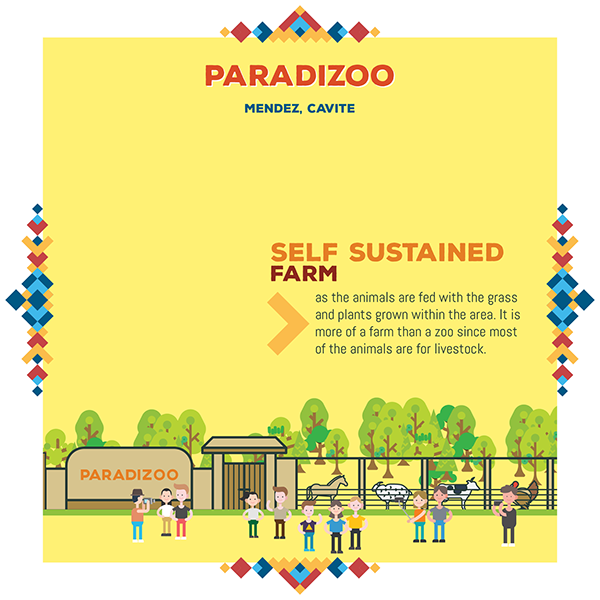 PARADIZOO
MENDEZ, CAVITE
SELF SUSTAINED
FARM
as the animals are fed with the grass
and plants grown within the area. It is
more of a farm than a zoo since most
of the animals are for livestock.
PARADIZOO